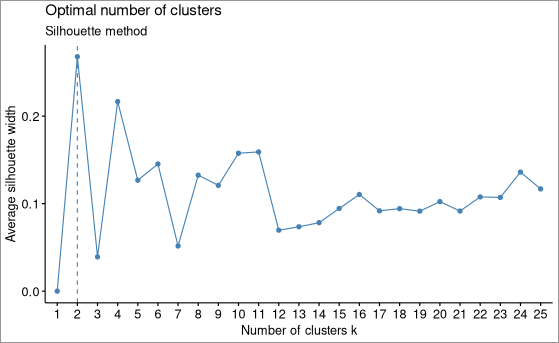 Optimal number of clusters
Silhouette method
Average silhouette width
0.2
0.1
0.0
1 2 3 4 5 6 7 8 9 10 11 12 13 14 15 16 17 18 19 20 21 22 23 24 25
Number of clusters k